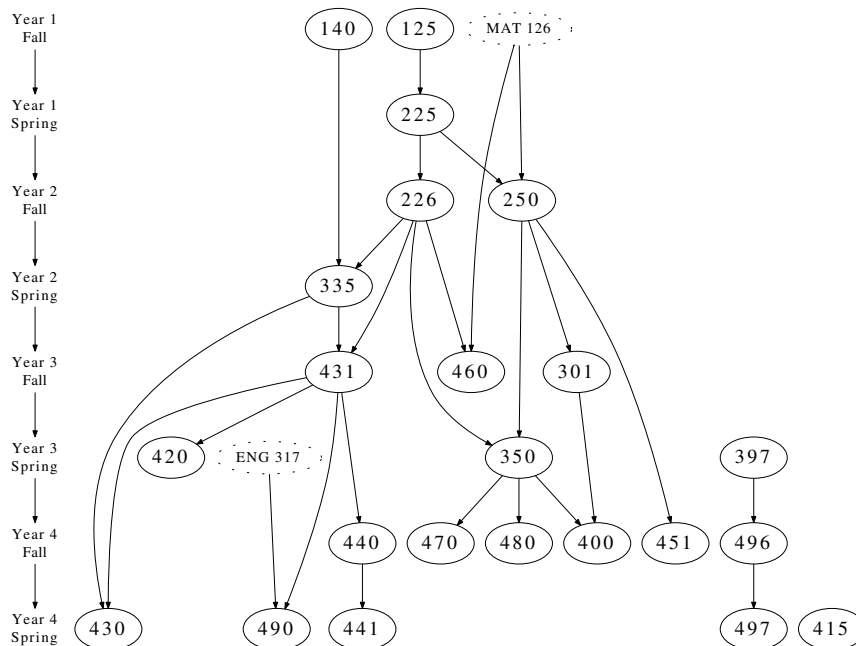 Year 1
Fall
140
125
MAT 126
Year 1
Spring
225
Year 2
Fall
226
250
Year 2
Spring
335
Year 3
Fall
431
460
301
Year 3
Spring
420
ENG 317
350
397
Year 4
Fall
440
470
480
400
451
496
Year 4
Spring
430
490
441
497
415